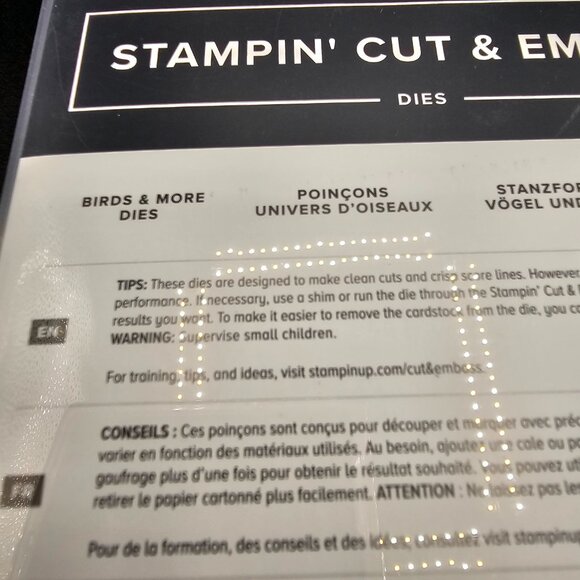 STAMPIN' CUT & EM
DIES
BIRDS & MORE
DIES
POINÇONS
UNIVERS D'OISEAUX
STANZFOR
VÖGEL UND
EN
TIPS: These dies are designed to make clean cuts and crisp score lines. However,
performance. If necessary, use a shim or run the die through the Stampin' Cut &
results you want. To make it easier to remove the cardstock from the die, you co
WARNING: Supervise small children.
For training, tips, and ideas, visit stampinup.com/cut&emboss.
CONSEILS : Ces poinçons sont conçus pour découper et marquer avec préc
varier en fonction des matériaux utilisés. Au besoin, ajoutez une cale ou po
gaufrage plus d'une fois pour obtenir le résultat souhaité. Vous pouvez uti
retirer le papier cartonné plus facilement. ATTENTION : Ne laissez pas les
Pour de la formation, des conseils et des idées, consultez visit stampinup